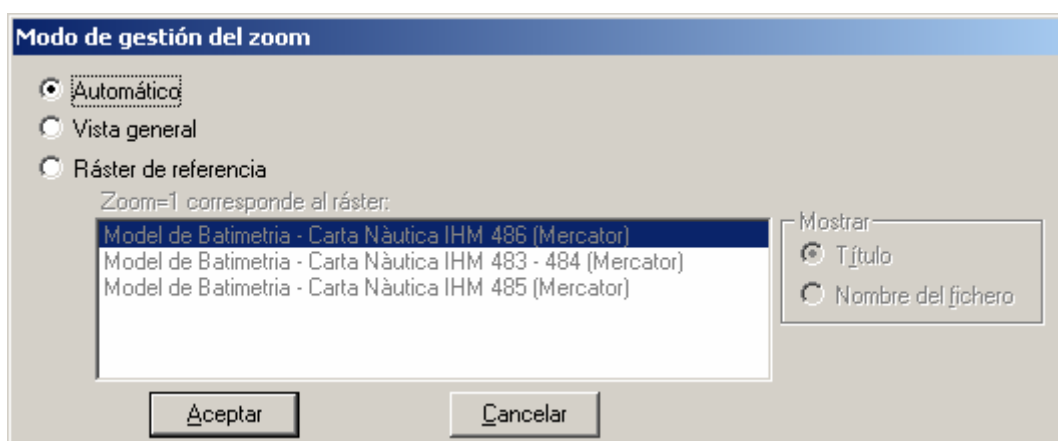 Modo de gestión del zoom
Automático
Vista general
Ráster de referencia
Zoom=1 corresponde al ráster:
Model de Batimetria - Carta Nàutica IHM 486 (Mercator)
Model de Batimetria - Carta Nàutica IHM 483 - 484 (Mercator)
Model de Batimetria - Carta Nàutica IHM 485 (Mercator)
Mostrar
Título
Nombre del fichero
Aceptar
Cancelar